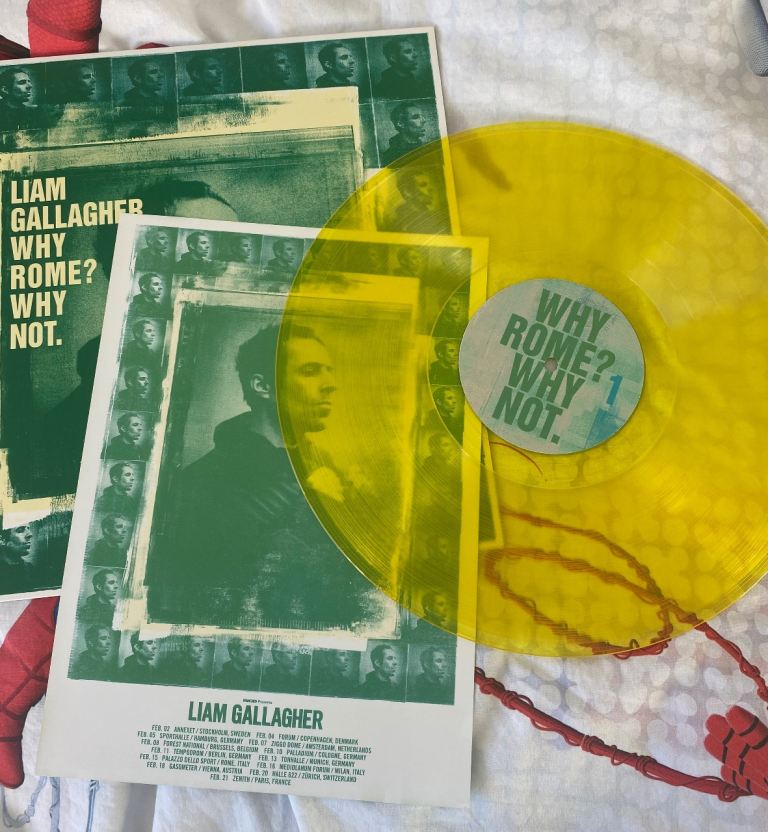 LIAM
GALLAGHER
WHY
ROME?
WHY
NOT.
WHY
ROME?
WHY
NOT.
1
LIAM GALLAGHER
FEB. 02 ANNEXET / STOCKHOLM, SWEDEN FEB. 04 FORUM / COPENHAGEN, DENMARK
FEB. 05 SPORTHALLE / HAMBURG, GERMANY FEB. 07 ZIGGO DOME / AMSTERDAM, NETHERLANDS
FEB. 08 FOREST NATIONAL / BRUSSELS, BELGIUM FEB. 10 PALLADIUM / COLOGNE, GERMANY
FEB. 11 TEMPODROM / BERLIN, GERMANY FEB. 13 TONHALLE / MUNICH, GERMANY
FEB. 15 PALAZZO DELLO SPORT / ROME, ITALY FEB. 16 MEDIOLANUM FORUM / MILAN, ITALY
FEB. 18 GASOMETER / VIENNA, AUSTRIA FEB. 20 HALLE 622 / ZÜRICH, SWITZERLAND
FEB. 21 ZENITH / PARIS, FRANCE